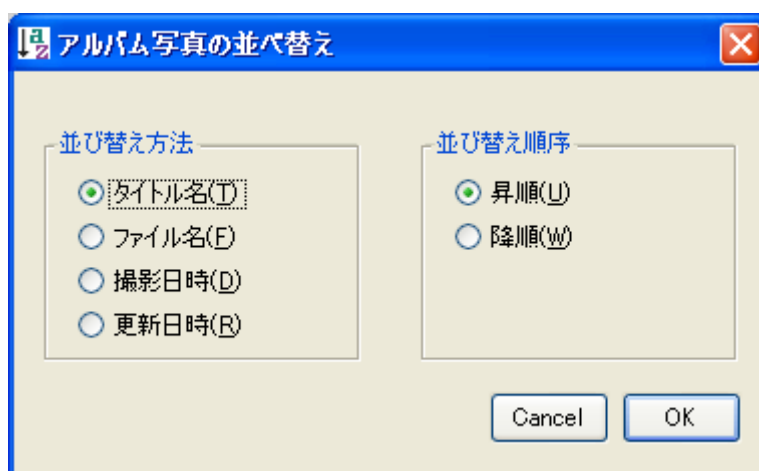 アルバム写真の並べ替え
並び替え方法
タイトル名(T)
ファイル名(F)
撮影日時(D)
更新日時(R)
並び替え順序
昇順(U)
降順(W)
Cancel
OK